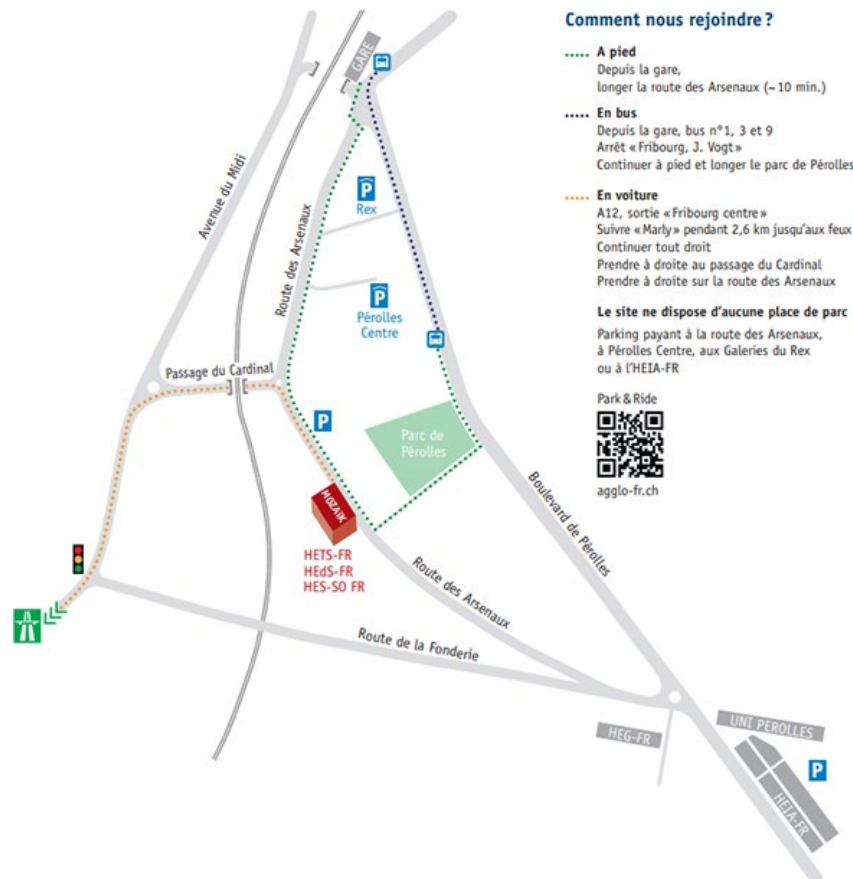 Comment nous rejoindre ?
A pied
Depuis la gare,
longer la route des Arsenaux (~10 min.)
En bus
Depuis la gare, bus n°1, 3 et 9
Arrêt «Fribourg, J. Vogt»
Continuer à pied et longer le parc de Pérolles
En voiture
A12, sortie «Fribourg centre»
Suivre «Marly» pendant 2,6 km jusqu'aux feux
Continuer tout droit
Prendre à droite au passage du Cardinal
Prendre à droite sur la route des Arsenaux
Le site ne dispose d'aucune place de parc
Parking payant à la route des Arsenaux,
à Pérolles Centre, aux Galeries du Rex
ou à l'HEIA-FR
Park & Ride
agglo-fr.ch
GARE
Avenue du Midi
P
Rex
Route des Arsenaux
P
Pérolles
Centre
Passage du Cardinal
P
Parc de
Pérolles
MOZAÏK
HETS-FR
HEdS-FR
HES-SO FR
Boulevard de Pérolles
Route des Arsenaux
Route de la Fonderie
HEG-FR
UNI PEROLLES
P
HETA-FR